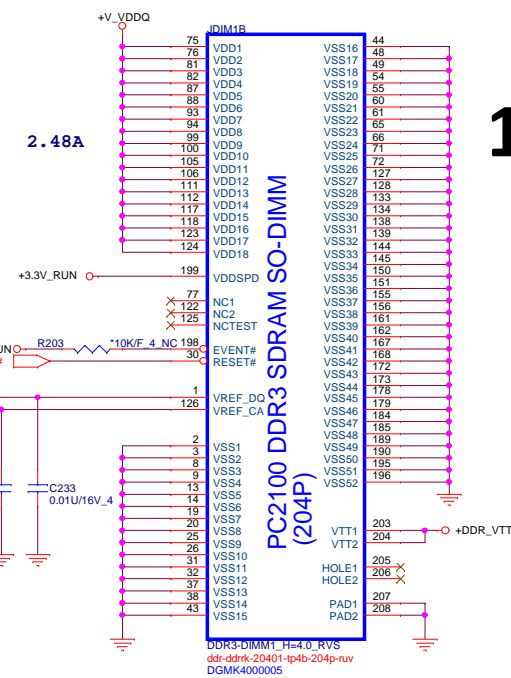 +V_VDDQ
JDIM1B
2.48A
75 VDD1
76 VDD2
81 VDD3
82 VDD4
87 VDD5
88 VDD6
93 VDD7
94 VDD8
99 VDD9
100 VDD10
105 VDD11
106 VDD12
111 VDD13
112 VDD14
117 VDD15
118 VDD16
123 VDD17
124 VDD18
+3.3V_RUN 199 VDDSPD
77 NC1
122 NC2
125 NCTEST
UN R203 *10K/F_4_NC 198 EVENT#
30 RESET#
1 VREF_DQ
126 VREF_CA
C233
0.01U/16V_4
2 VSS1
3 VSS2
8 VSS3
9 VSS4
13 VSS5
14 VSS6
19 VSS7
20 VSS8
25 VSS9
26 VSS10
31 VSS11
32 VSS12
37 VSS13
38 VSS14
43 VSS15
PC2100 DDR3 SDRAM SO-DIMM
(204P)
VSS16 44
VSS17 48
VSS18 49
VSS19 54
VSS20 55
VSS21 60
VSS22 61
VSS23 65
VSS24 66
VSS25 71
VSS26 72
VSS27 127
VSS28 128
VSS29 133
VSS30 134
VSS31 138
VSS32 139
VSS33 144
VSS34 145
VSS35 150
VSS36 151
VSS37 155
VSS38 156
VSS39 161
VSS40 162
VSS41 167
VSS42 168
VSS43 172
VSS44 173
VSS45 178
VSS46 179
VSS47 184
VSS48 185
VSS49 189
VSS50 190
VSS51 195
VSS52 196
VTT1 203
VTT2 204
+DDR_VTT
HOLE1 205
HOLE2 206
PAD1 207
PAD2 208
DDR3-DIMM1_H=4.0_RVS
ddr-ddrrk-20401-tp4b-204p-ruv
DGMK4000005
1